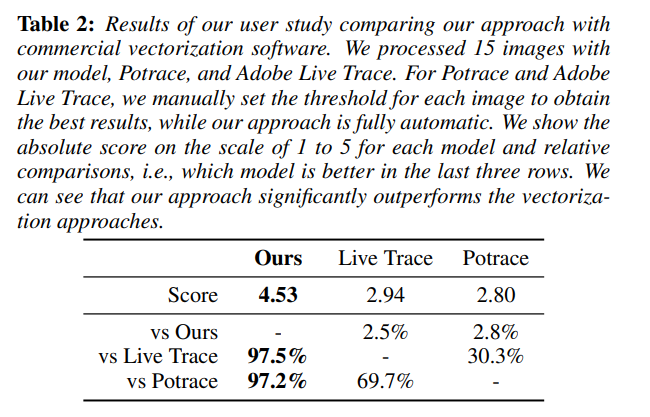 Table 2: Results of our user study comparing our approach with
commercial vectorization software. We processed 15 images with
our model, Potrace, and Adobe Live Trace. For Potrace and Adobe
Live Trace, we manually set the threshold for each image to obtain
the best results, while our approach is fully automatic. We show the
absolute score on the scale of 1 to 5 for each model and relative
comparisons, i.e., which model is better in the last three rows. We
can see that our approach significantly outperforms the vectoriza-
tion approaches.
Ours Live Trace Potrace
Score 4.53 2.94 2.80
vs Ours - 2.5% 2.8%
vs Live Trace 97.5% - 30.3%
vs Potrace 97.2% 69.7% -